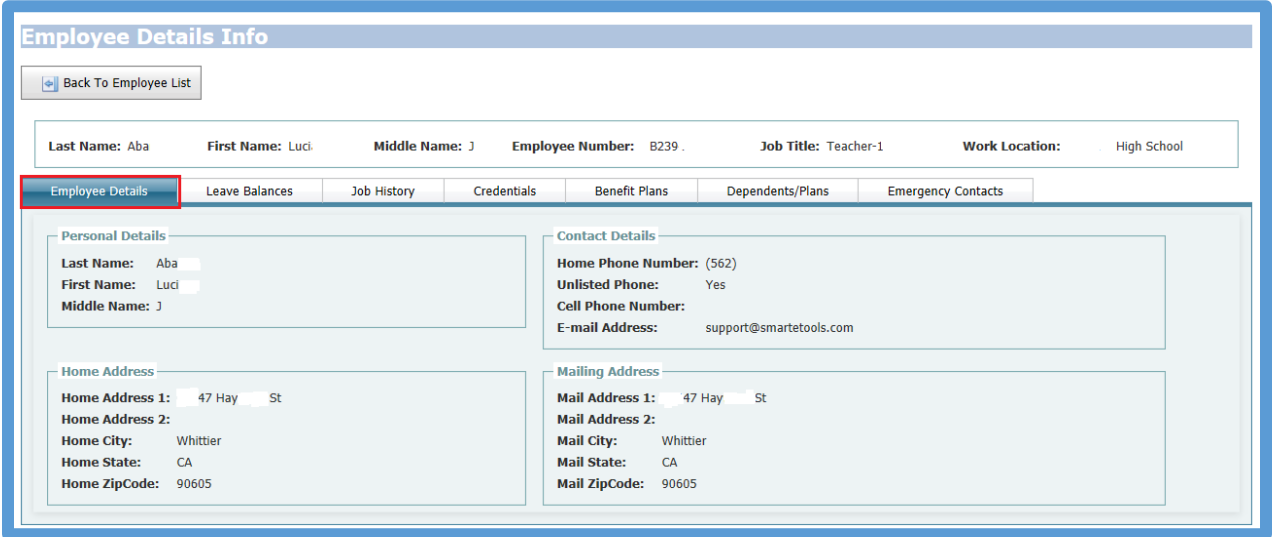 Employee Details Info
Back To Employee List
Last Name: Aba First Name: Luci Middle Name: J Employee Number: B239 . Job Title: Teacher-1 Work Location: High School
Employee Details Leave Balances Job History Credentials Benefit Plans Dependents/Plans Emergency Contacts
Personal Details
Last Name: Aba
First Name: Luci
Middle Name: J
Contact Details
Home Phone Number: (562)
Unlisted Phone: Yes
Cell Phone Number:
E-mail Address: support@smartetools.com
Home Address
Home Address 1: 47 Hay St
Home Address 2:
Home City: Whittier
Home State: CA
Home ZipCode: 90605
Mailing Address
Mail Address 1: 47 Hay St
Mail Address 2:
Mail City: Whittier
Mail State: CA
Mail ZipCode: 90605